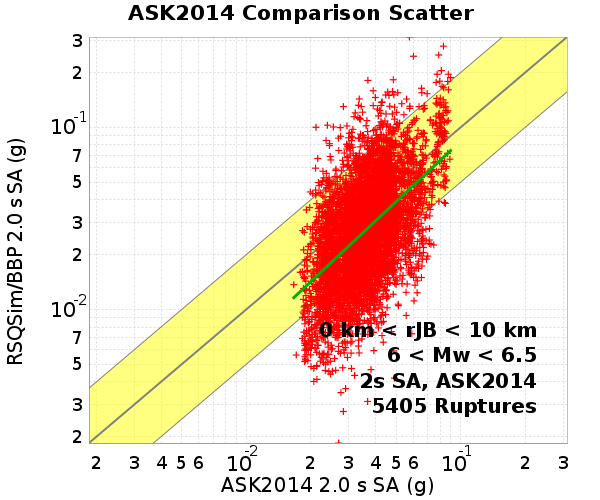 ASK2014 Comparison Scatter
RSQSim/BBP 2.0 s SA (g)
3
2
10^-1
7
5
3
2
10^-2
7
5
3
2
0 km < rJB < 10 km
6 < Mw < 6.5
2s SA, ASK2014
5405 Ruptures
2 3 4 5 6 10^-2 2 3 4 5 6 10^-1 2 3
ASK2014 2.0 s SA (g)